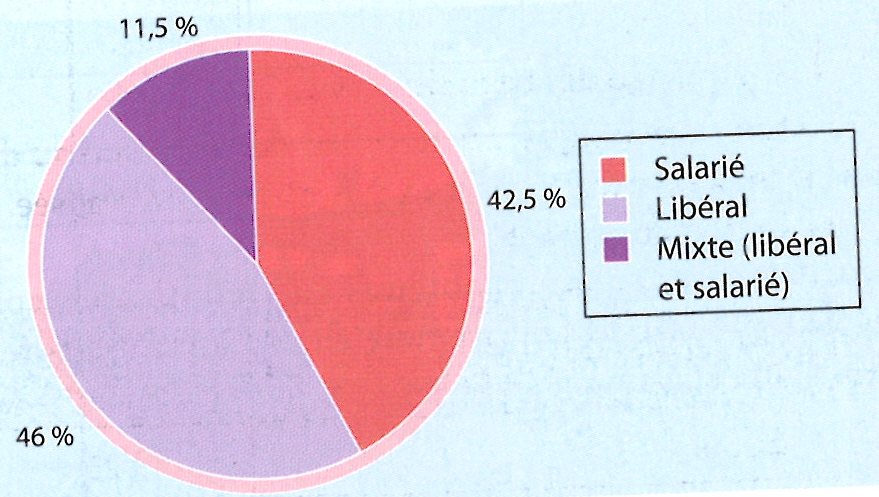 11,5 %
42,5 %
46 %
Salarié
Libéral
Mixte (libéral
et salarié)